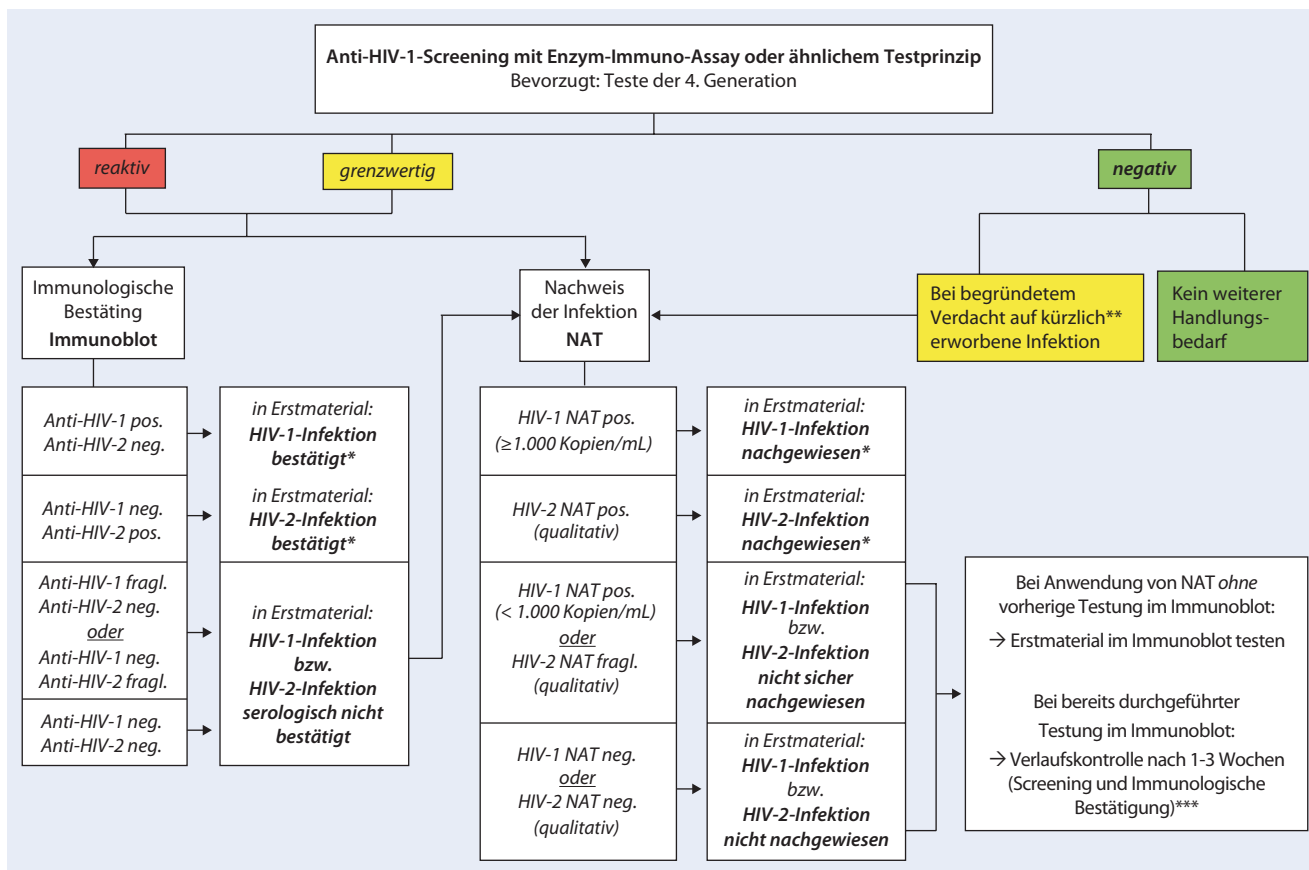 Anti-HIV-1-Screening mit Enzym-Immuno-Assay oder ähnlichem Testprinzip
Bevorzugt: Teste der 4. Generation
reaktiv
grenzwertig
negativ
Immunologische
Bestäting
Immunoblot
Nachweis
der Infektion
NAT
Bei begründetem
Verdacht auf kürzlich**
erworbene Infektion
Kein weiterer
Handlungs-
bedarf
Anti-HIV-1 pos.
Anti-HIV-2 neg.
in Erstmaterial:
HIV-1-Infektion
bestätigt*
Anti-HIV-1 neg.
Anti-HIV-2 pos.
in Erstmaterial:
HIV-2-Infektion
bestätigt*
Anti-HIV-1 fragl.
Anti-HIV-2 neg.
oder
Anti-HIV-1 neg.
Anti-HIV-2 fragl.
Anti-HIV-1 neg.
Anti-HIV-2 neg.
in Erstmaterial:
HIV-1-Infektion
bzw.
HIV-2-Infektion
serologisch nicht
bestätigt
HIV-1 NAT pos.
(≥1.000 Kopien/mL)
in Erstmaterial:
HIV-1-Infektion
nachgewiesen*
HIV-2 NAT pos.
(qualitativ)
in Erstmaterial:
HIV-2-Infektion
nachgewiesen*
HIV-1 NAT pos.
(< 1.000 Kopien/mL)
oder
HIV-2 NAT fragl.
(qualitativ)
in Erstmaterial:
HIV-1-Infektion
bzw.
HIV-2-Infektion
nicht sicher
nachgewiesen
HIV-1 NAT neg.
oder
HIV-2 NAT neg.
(qualitativ)
in Erstmaterial:
HIV-1-Infektion
bzw.
HIV-2-Infektion
nicht nachgewiesen
Bei Anwendung von NAT ohne
vorherige Testung im Immunoblot:
→ Erstmaterial im Immunoblot testen
Bei bereits durchgeführter
Testung im Immunoblot:
→ Verlaufskontrolle nach 1-3 Wochen
(Screening und Immunologische
Bestätigung)***